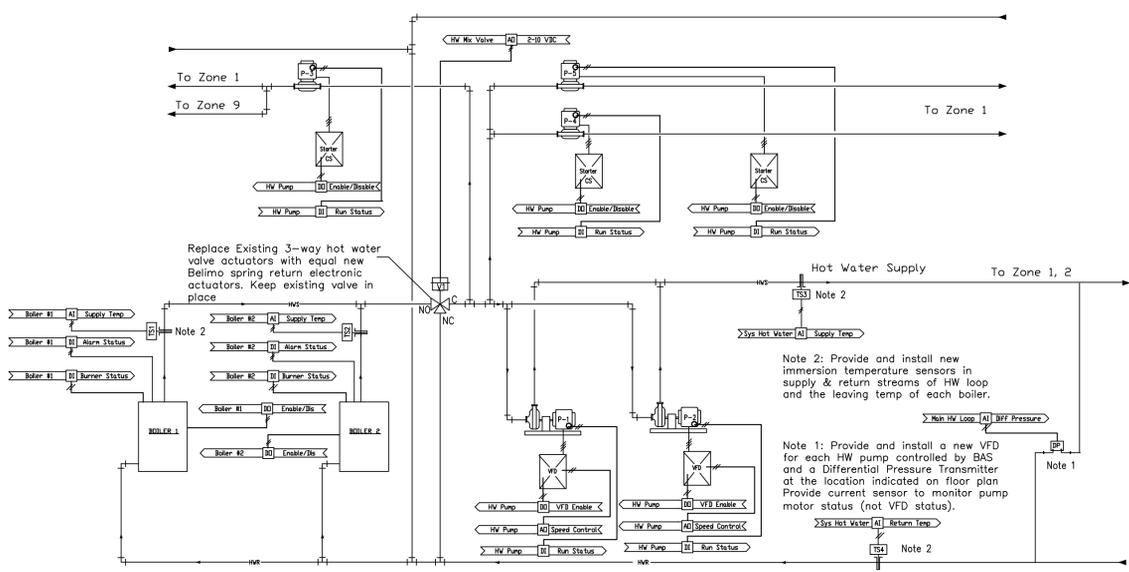 HW Mix Valve AO 2-10 VDC
P-3
P-5
To Zone 1
To Zone 9
P-4
To Zone 1
Starter
CS
Starter
CS
Starter
CS
HW Pump DO Enable/Disable
HW Pump DI Run Status
HW Pump DO Enable/Disable
HW Pump DI Run Status
HW Pump DO Enable/Disable
HW Pump DI Run Status
Replace Existing 3-way hot water
valve actuators with equal new
Belimo spring return electronic
actuators. Keep existing valve in
place
V1
C
NO
NC
HWS
HWS
Hot Water Supply
To Zone 1, 2
TS3 Note 2
Sys Hot Water AI Supply Temp
Boiler #1 AI Supply Temp
TS1 Note 2
Boiler #1 DI Alarm Status
Boiler #1 DI Burner Status
Boiler #2 AI Supply Temp
TS2
Boiler #2 DI Alarm Status
Boiler #2 DI Burner Status
BOILER 1
Boiler #1 DO Enable/Dis
BOILER 2
Boiler #2 DO Enable/Dis
P-1
VFD
HW Pump DO VFD Enable
HW Pump AO Speed Control
HW Pump DI Run Status
P-2
VFD
HW Pump DO VFD Enable
HW Pump AO Speed Control
HW Pump DI Run Status
Note 2: Provide and install new
immersion temperature sensors in
supply & return streams of HW loop
and the leaving temp of each boiler.
Main HW Loop AI Diff Pressure
DP
Note 1
Note 1: Provide and install a new VFD
for each HW pump controlled by BAS
and a Differential Pressure Transmitter
at the location indicated on floor plan
Provide current sensor to monitor pump
motor status (not VFD status).
Sys Hot Water AI Return Temp
TS4 Note 2
HWR
HWR